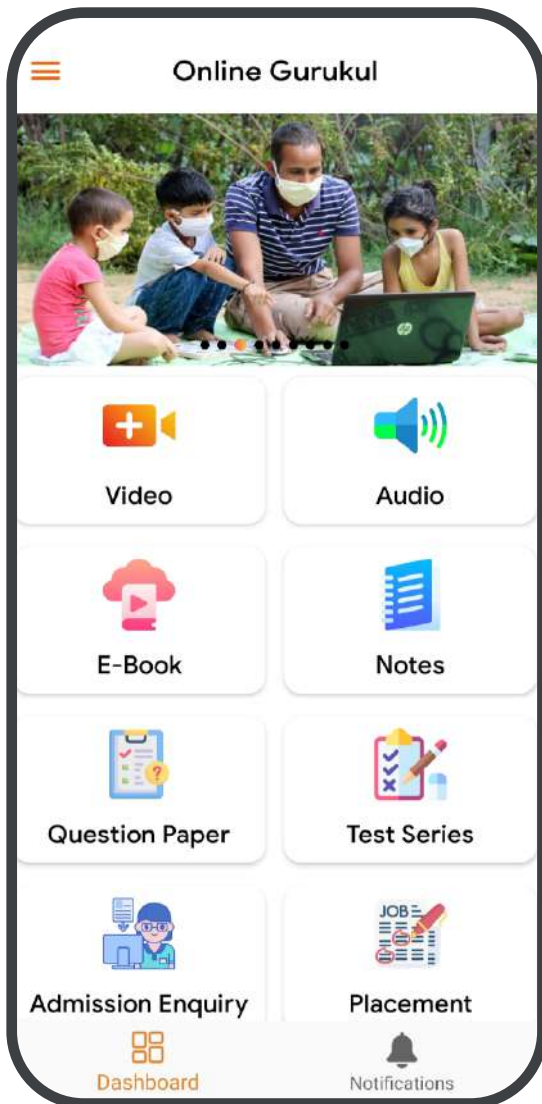 Online Gurukul
Video
Audio
E-Book
Notes
Question Paper
Test Series
JOB
Admission Enquiry
Placement
Dashboard
Notifications